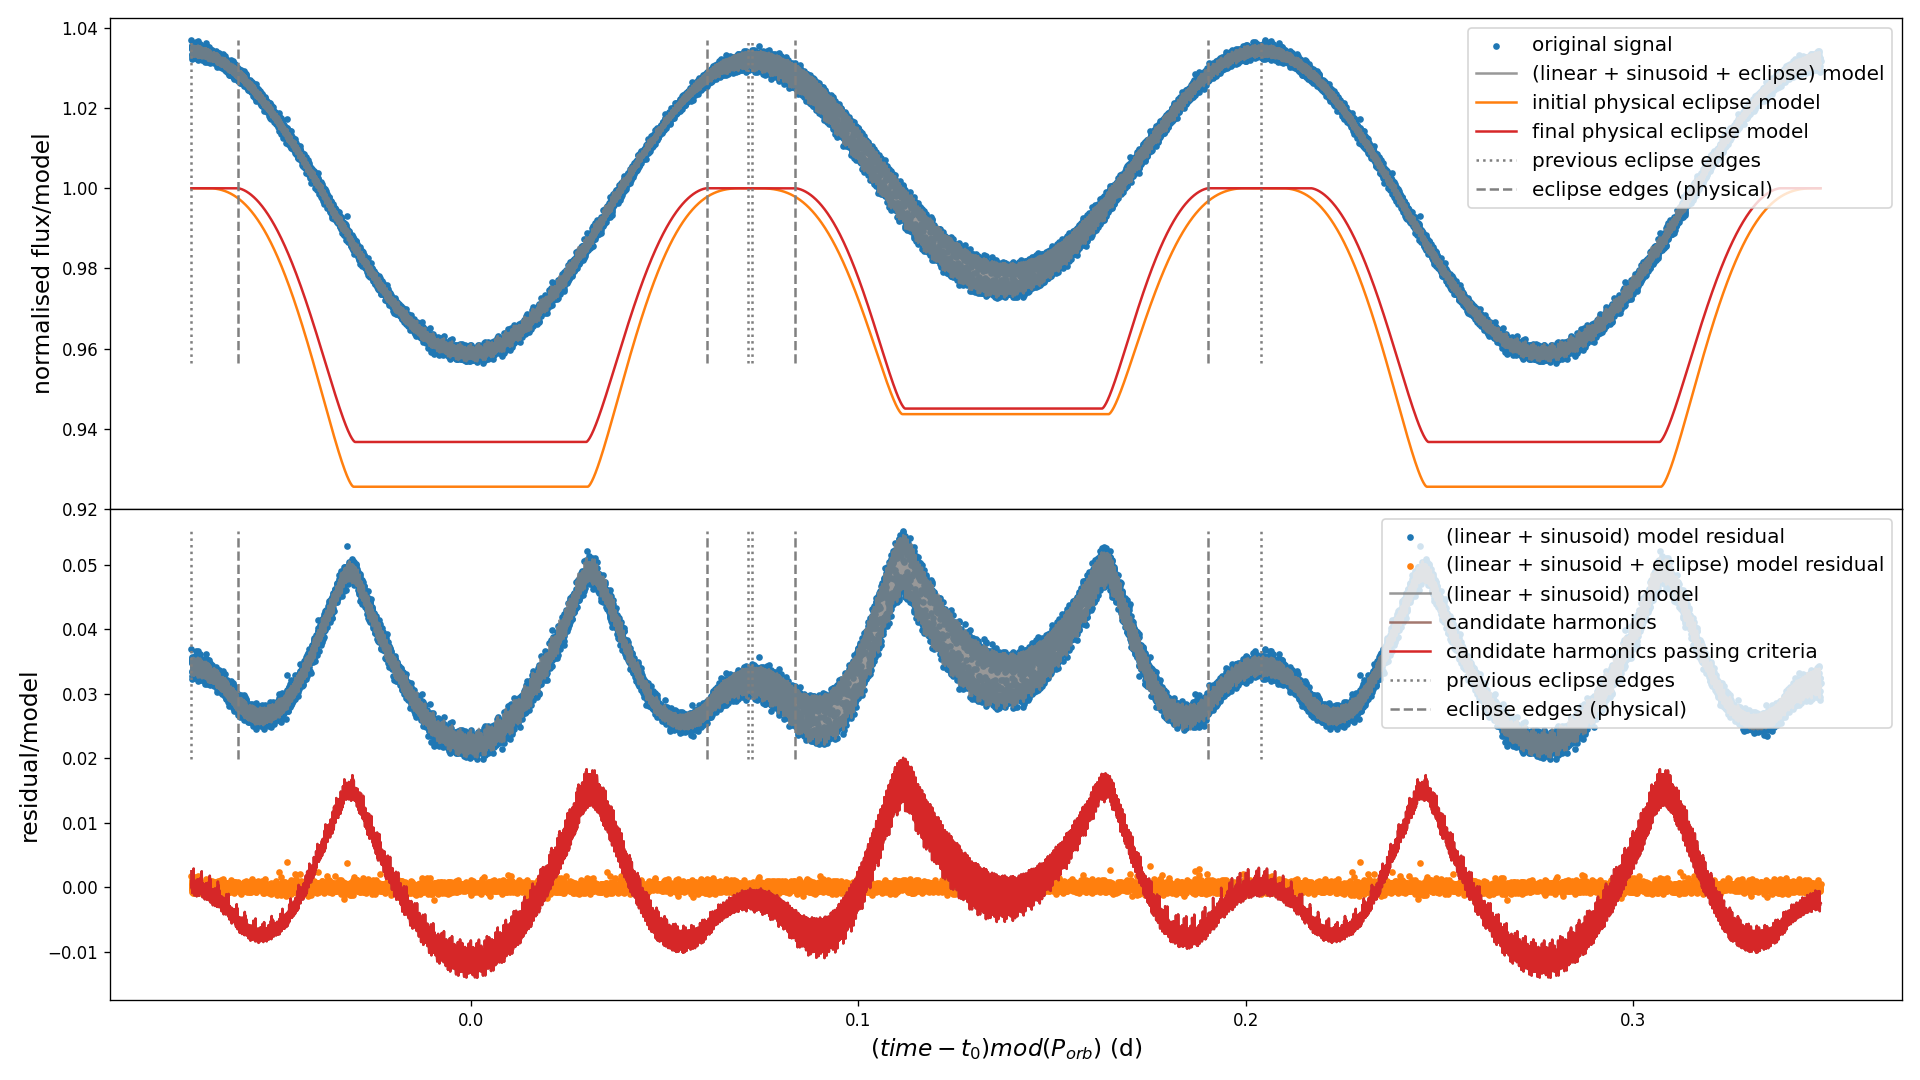 1.04
1.02
1.00
0.98
0.96
0.94
0.92
normalised flux/model
original signal
(linear + sinusoid + eclipse) model
initial physical eclipse model
final physical eclipse model
previous eclipse edges
eclipse edges (physical)
0.05
0.04
0.03
0.02
0.01
0.00
−0.01
residual/model
(linear + sinusoid) model residual
(linear + sinusoid + eclipse) model residual
(linear + sinusoid) model
candidate harmonics
candidate harmonics passing criteria
previous eclipse edges
eclipse edges (physical)
0.0 0.1 0.2 0.3
(time − t₀)mod(P_orb) (d)